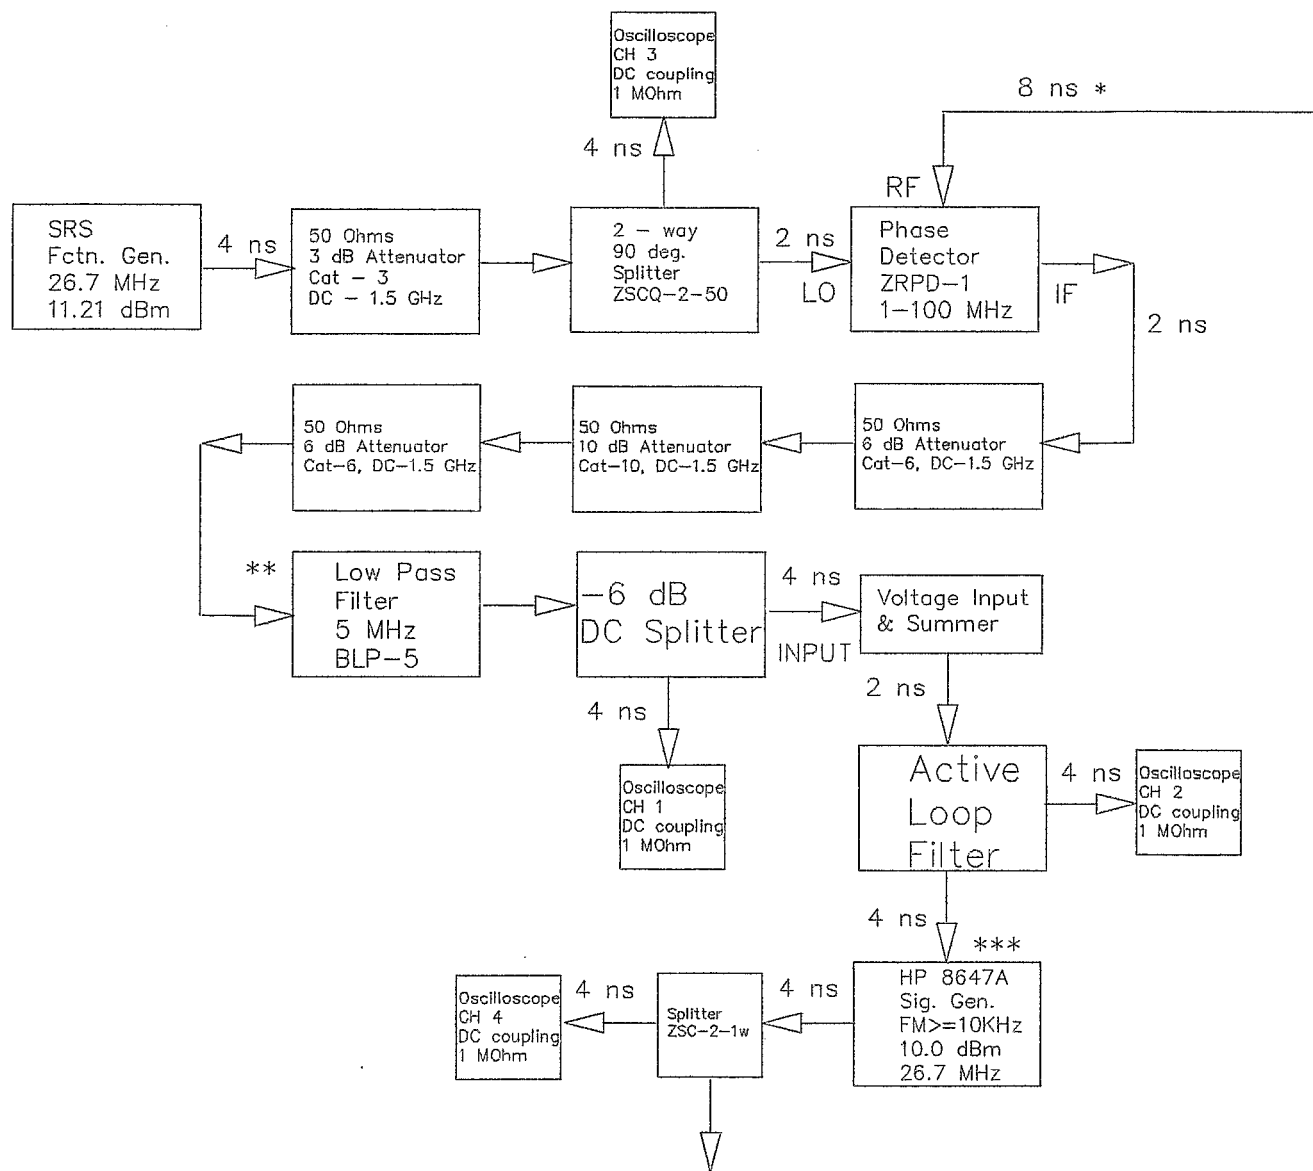 Oscilloscope
CH 3
DC coupling
1 MOhm
8 ns *
4 ns
RF
SRS
Fctn. Gen.
26.7 MHz
11.21 dBm
4 ns
50 Ohms
3 dB Attenuator
Cat - 3
DC - 1.5 GHz
2 - way
90 deg.
Splitter
ZSCQ-2-50
2 ns
LO
Phase
Detector
ZRPD-1
1-100 MHz
IF
2 ns
50 Ohms
6 dB Attenuator
Cat-6, DC-1.5 GHz
50 Ohms
10 dB Attenuator
Cat-10, DC-1.5 GHz
50 Ohms
6 dB Attenuator
Cat-6, DC-1.5 GHz
**
Low Pass
Filter
5 MHz
BLP-5
-6 dB
DC Splitter
4 ns
INPUT
Voltage Input
& Summer
2 ns
4 ns
Oscilloscope
CH 1
DC coupling
1 MOhm
Active
Loop
Filter
4 ns
Oscilloscope
CH 2
DC coupling
1 MOhm
4 ns
***
Oscilloscope
CH 4
DC coupling
1 MOhm
4 ns
Splitter
ZSC-2-1w
4 ns
HP 8647A
Sig. Gen.
FM>=10KHz
10.0 dBm
26.7 MHz